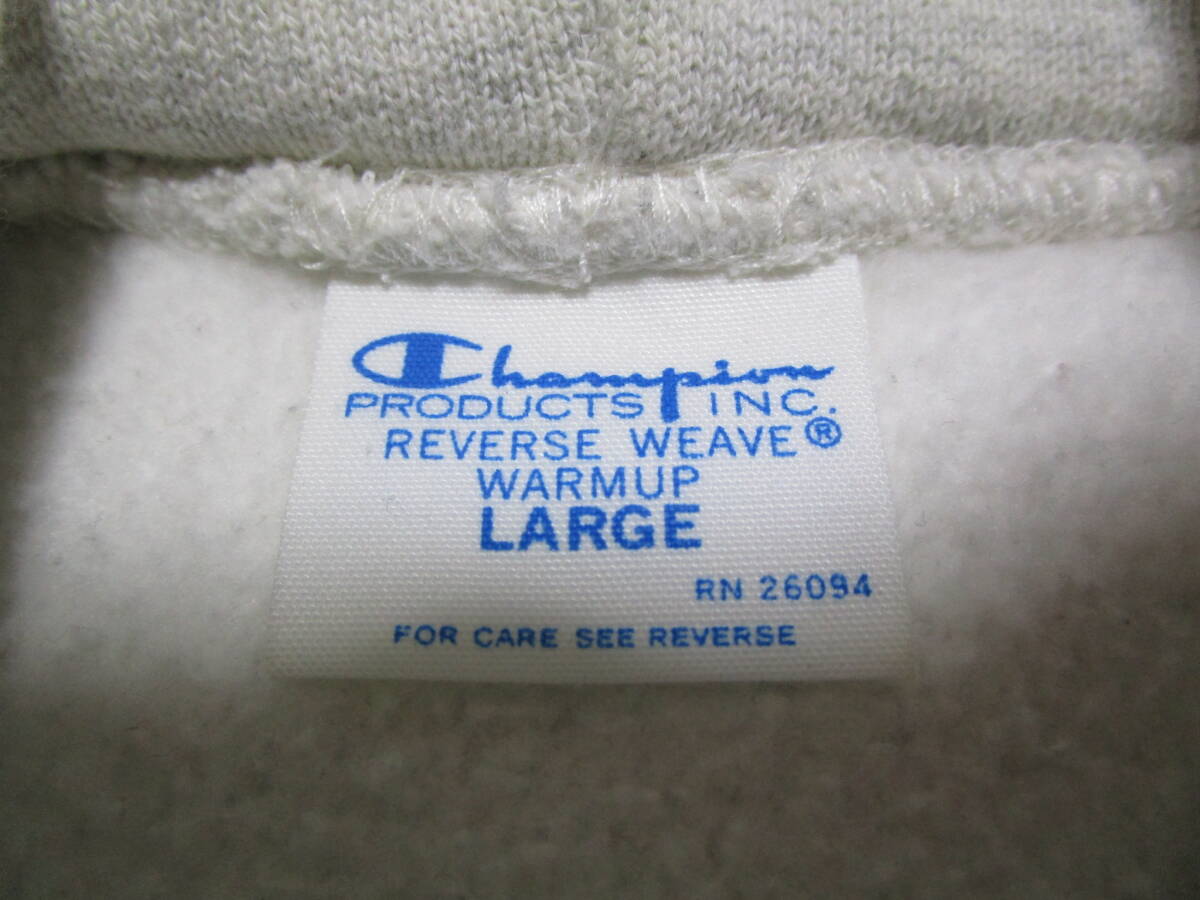 Champion
PRODUCTS INC.
REVERSE WEAVE®
WARMUP
LARGE
RN 26094
FOR CARE SEE REVERSE